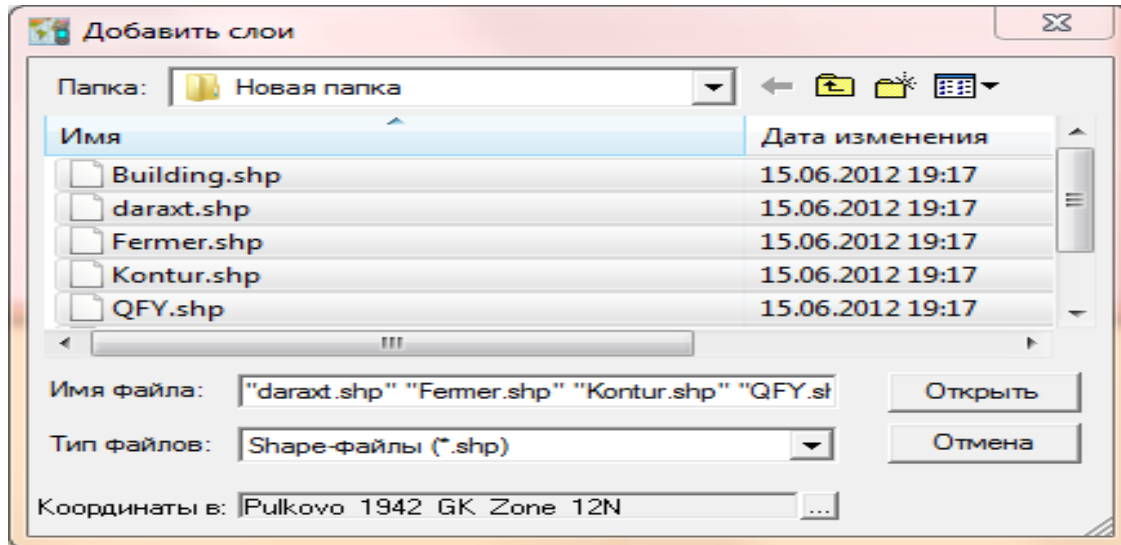 Добавить слои
Папка: Новая папка
Имя Дата изменения
Building.shp 15.06.2012 19:17
daraxt.shp 15.06.2012 19:17
Fermer.shp 15.06.2012 19:17
Kontur.shp 15.06.2012 19:17
QFY.shp 15.06.2012 19:17
Имя файла: "daraxt.shp" "Fermer.shp" "Kontur.shp" "QFY.sh Открыть
Тип файлов: Shape-файлы (*.shp) Отмена
Координаты в: Pulkovo 1942 GK Zone 12N ...